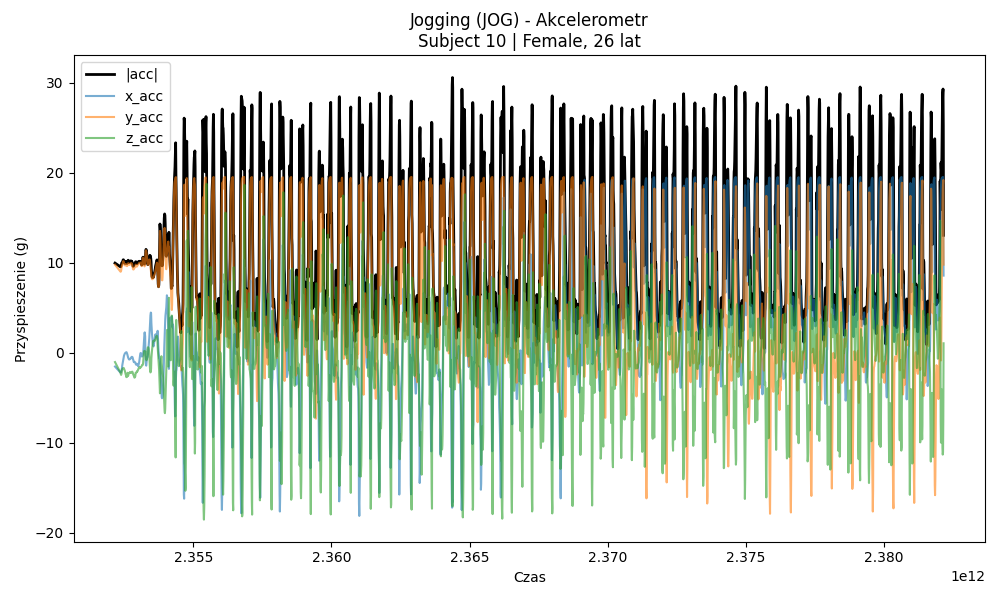 Jogging (JOG) - Akcelerometr
Subject 10 | Female, 26 lat
|acc|
x_acc
y_acc
z_acc
Przyspieszenie (g)
30
20
10
0
−10
−20
2.355 2.360 2.365 2.370 2.375 2.380
1e12
Czas